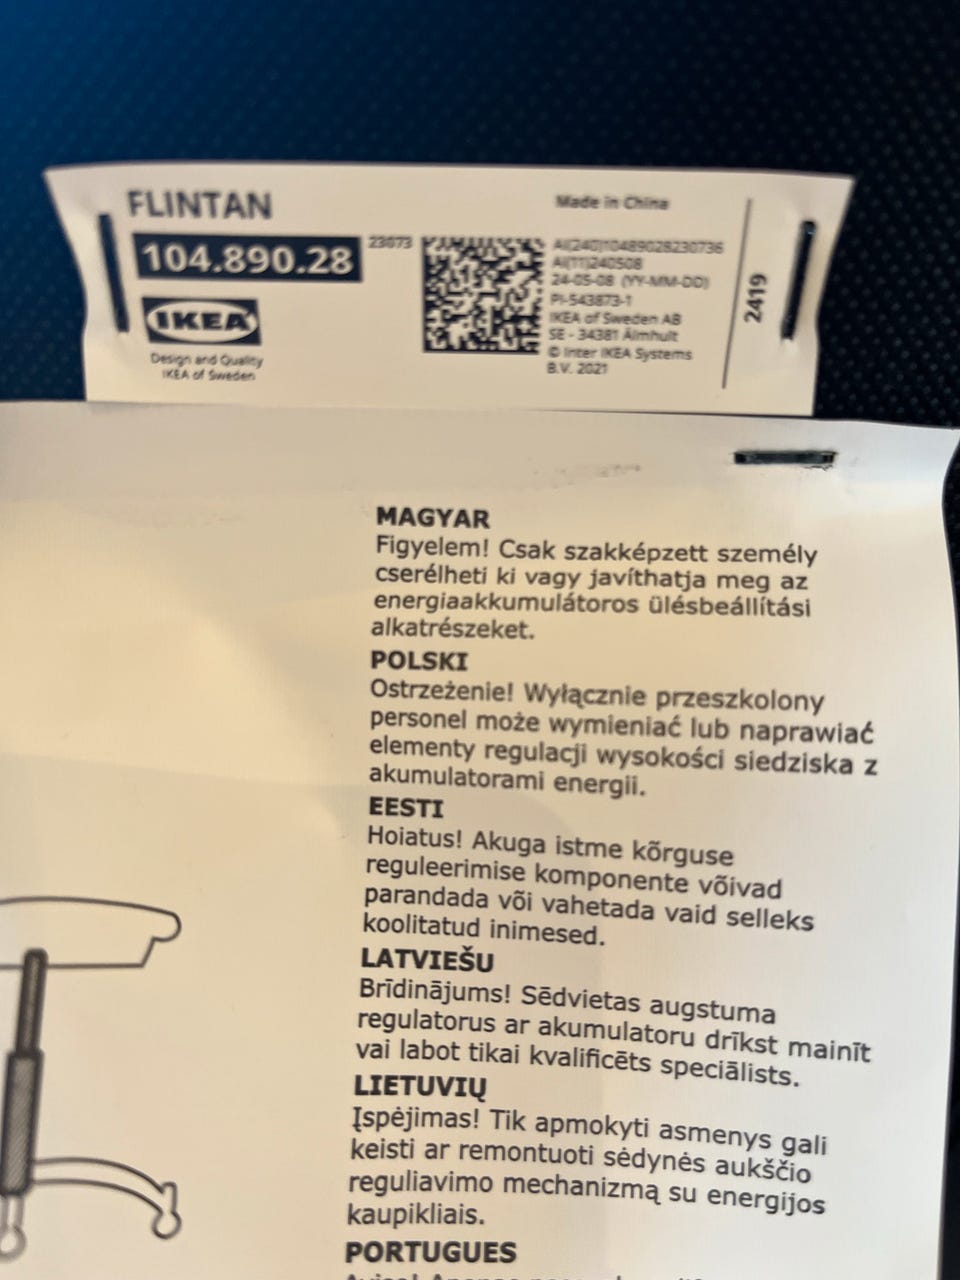 FLINTAN
104.890.28
23073
IKEA
Design and Quality
IKEA of Sweden
Made in China
AI(240)10489028230736
AI(11)240508
24-05-08 (YY-MM-DD)
PI-543873-1
IKEA of Sweden AB
SE - 34381 Älmhult
© Inter IKEA Systems
B.V. 2021
2419
MAGYAR
Figyelem! Csak szakképzett személy
cserélheti ki vagy javíthatja meg az
energiaakkumulátoros ülésbeállítási
alkatrészeket.
POLSKI
Ostrzeżenie! Wyłącznie przeszkolony
personel może wymieniać lub naprawiać
elementy regulacji wysokości siedziska z
akumulatorami energii.
EESTI
Hoiatus! Akuga istme kõrguse
reguleerimise komponente võivad
parandada või vahetada vaid selleks
koolitatud inimesed.
LATVIEŠU
Brīdinājums! Sēdvietas augstuma
regulatorus ar akumulatoru drīkst mainīt
vai labot tikai kvalificēts speciālists.
LIETUVIŲ
Įspėjimas! Tik apmokyti asmenys gali
keisti ar remontuoti sėdynės aukščio
reguliavimo mechanizmą su energijos
kaupikliais.
PORTUGUES